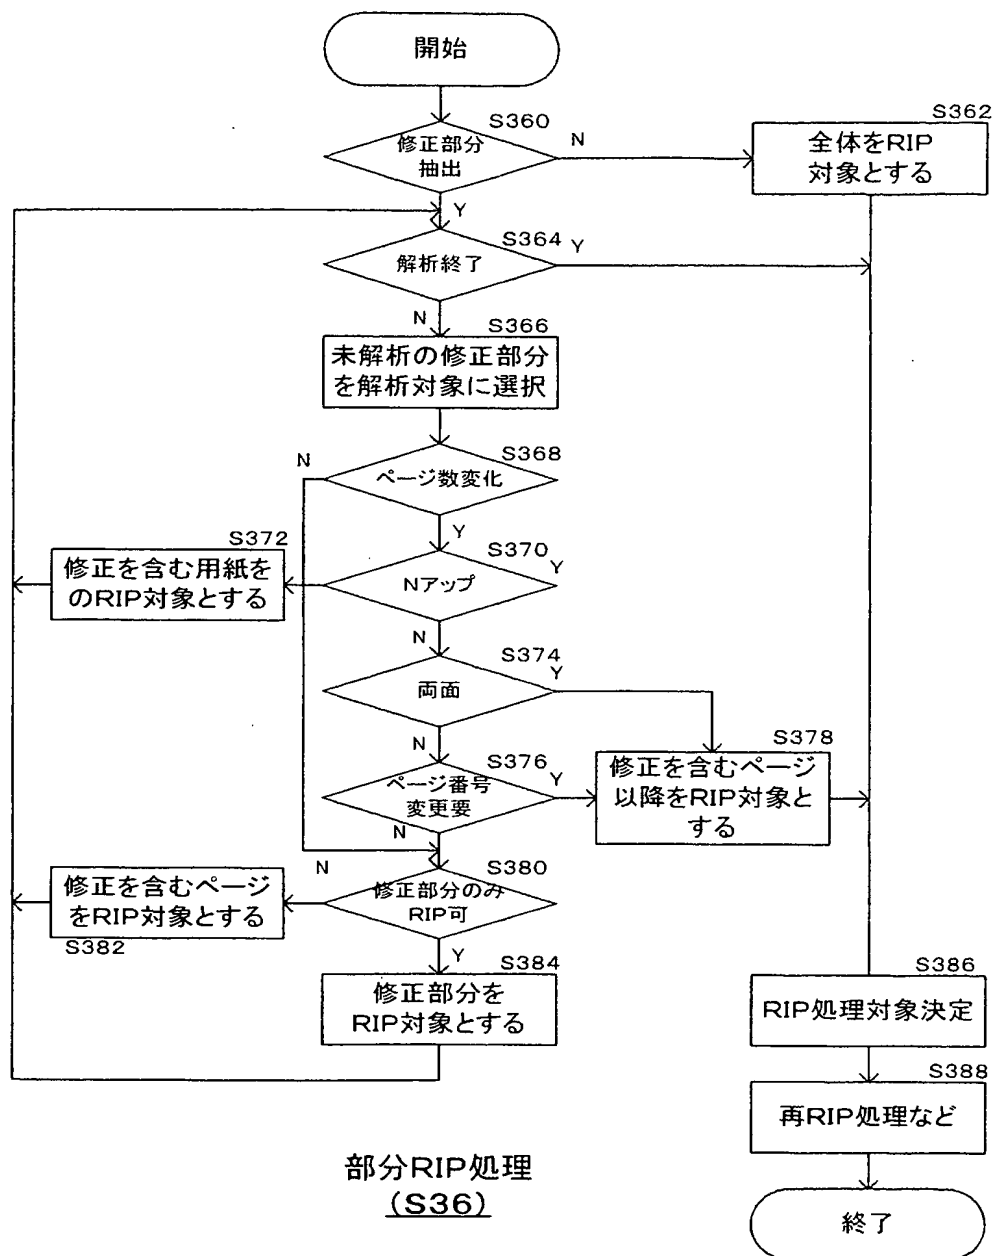 開始
S360
修正部分
抽出
N
S362
全体をRIP
対象とする
Y
S364
Y
解析終了
N
S366
未解析の修正部分
を解析対象に選択
S368
N
ページ数変化
Y
S370
Y
Nアップ
S372
修正を含む用紙を
のRIP対象とする
N
S374
Y
両面
N
S376
Y
ページ番号
変更要
N
S378
修正を含むページ
以降をRIP対象と
する
S380
N
修正部分のみ
RIP可
修正を含むページ
をRIP対象とする
S382
Y
S384
修正部分を
RIP対象とする
S386
RIP処理対象決定
S388
再RIP処理など
終了
部分RIP処理
(S36)